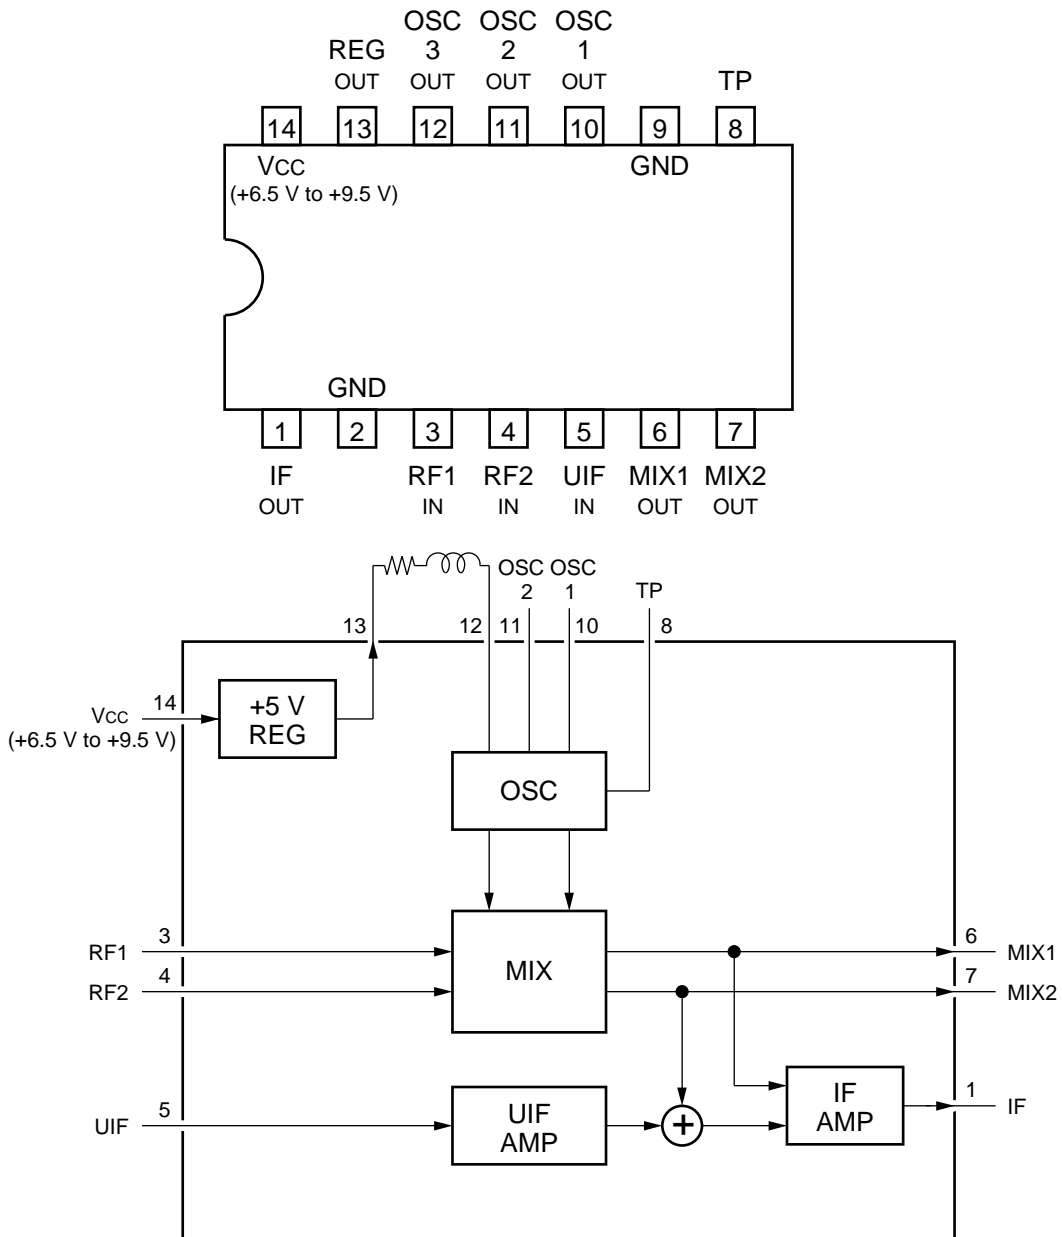 OSC OSC OSC
REG 3 2 1
OUT OUT OUT OUT TP
14 13 12 11 10 9 8
VCC GND
(+6.5 V to +9.5 V)
GND
1 2 3 4 5 6 7
IF RF1 RF2 UIF MIX1 MIX2
OUT IN IN IN OUT OUT
OSC OSC
2 1 TP
13 12 11 10 8
14 +5 V
VCC REG
(+6.5 V to +9.5 V)
OSC
3 6
RF1 MIX1
4 MIX 7
RF2 MIX2
IF 1
AMP IF
5 UIF
UIF AMP +